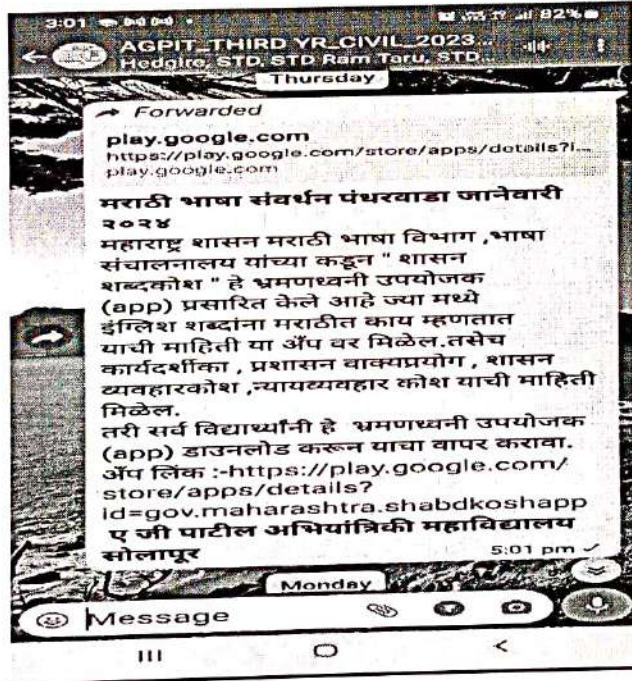 3:01
82%
AGPIT_THIRD YR_CIVIL_2023...
Hedgire, STD, STD Ram Taru, STD...
Thursday
Forwarded
play.google.com
https://play.google.com/store/apps/details?i...
play.google.com
मराठी भाषा संवर्धन पंधरवाडा जानेवारी
२०२४
महाराष्ट्र शासन मराठी भाषा विभाग ,भाषा
संचालनालय यांच्या कडून " शासन
शब्दकोश " हे भ्रमणध्वनी उपयोजक
(app) प्रसारित केले आहे ज्या मध्ये
इंग्लिश शब्दांना मराठीत काय म्हणतात
याची माहिती या ॲप वर मिळेल.तसेच
कार्यदर्शीका , प्रशासन वाक्यप्रयोग , शासन
व्यवहारकोश ,न्यायव्यवहार कोश याची माहिती
मिळेल.
तरी सर्व विद्यार्थ्यांनी हे भ्रमणध्वनी उपयोजक
(app) डाउनलोड करून याचा वापर करावा.
ॲप लिंक :-https://play.google.com/
store/apps/details?
id=gov.maharashtra.shabdkoshapp
ए जी पाटील अभियांत्रिकी महाविद्यालय
सोलापूर
5:01 pm
Monday
Message